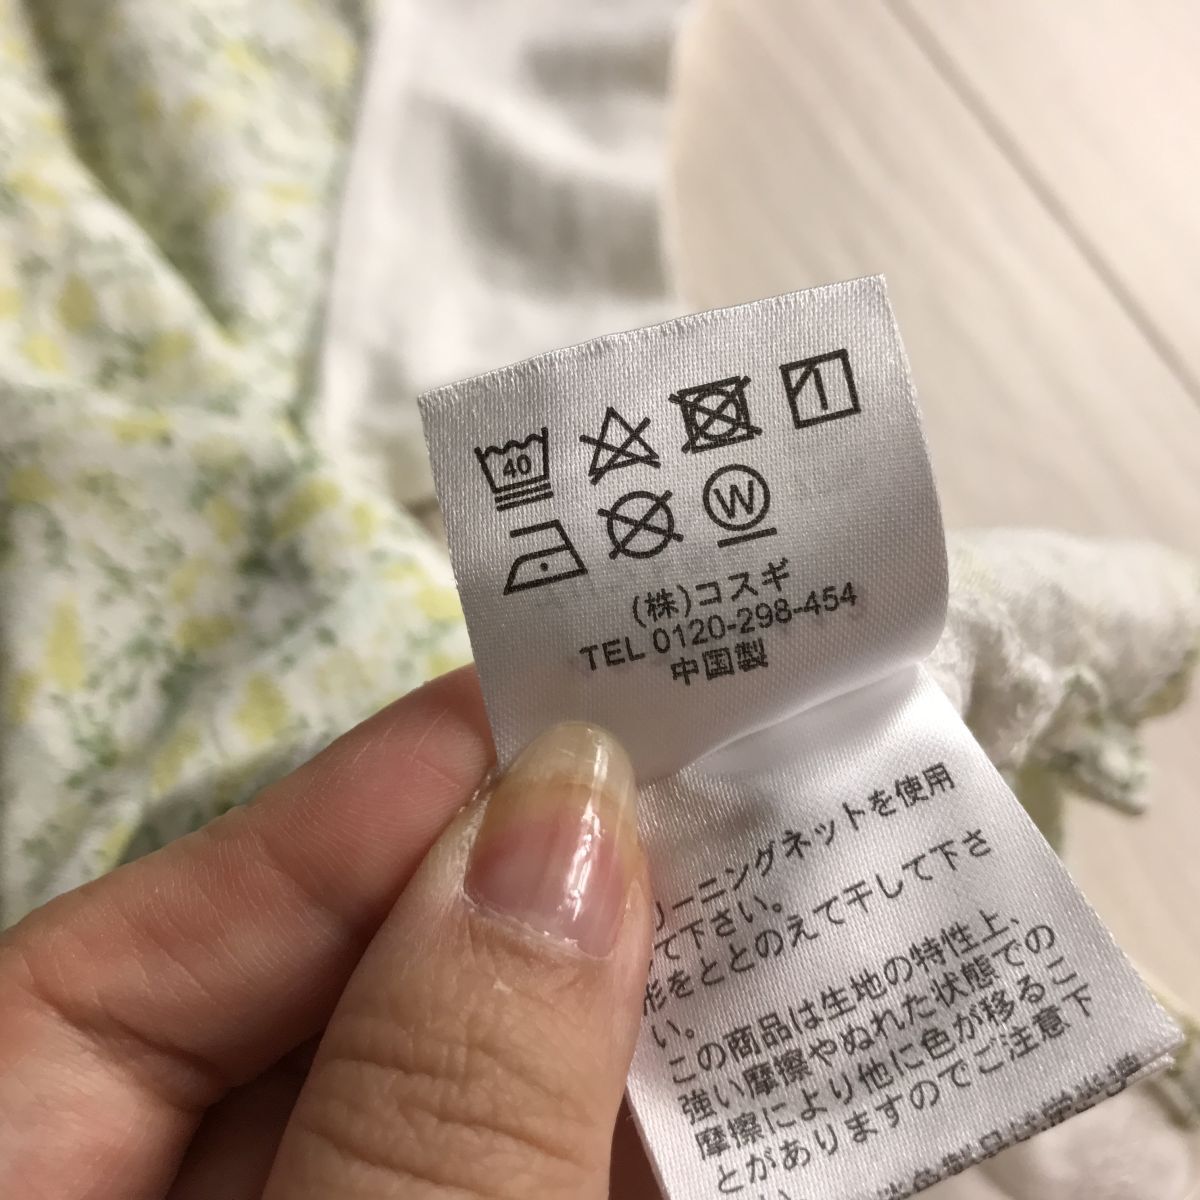 40
1
W
(株)コスギ
TEL 0120-298-454
中国製
リーニングネットを使用
て下さい。
形をととのえて干して下さ
い。
この商品は生地の特性上、
強い摩擦やぬれた状態での
摩擦により他に色が移るこ
とがありますのでご注意下